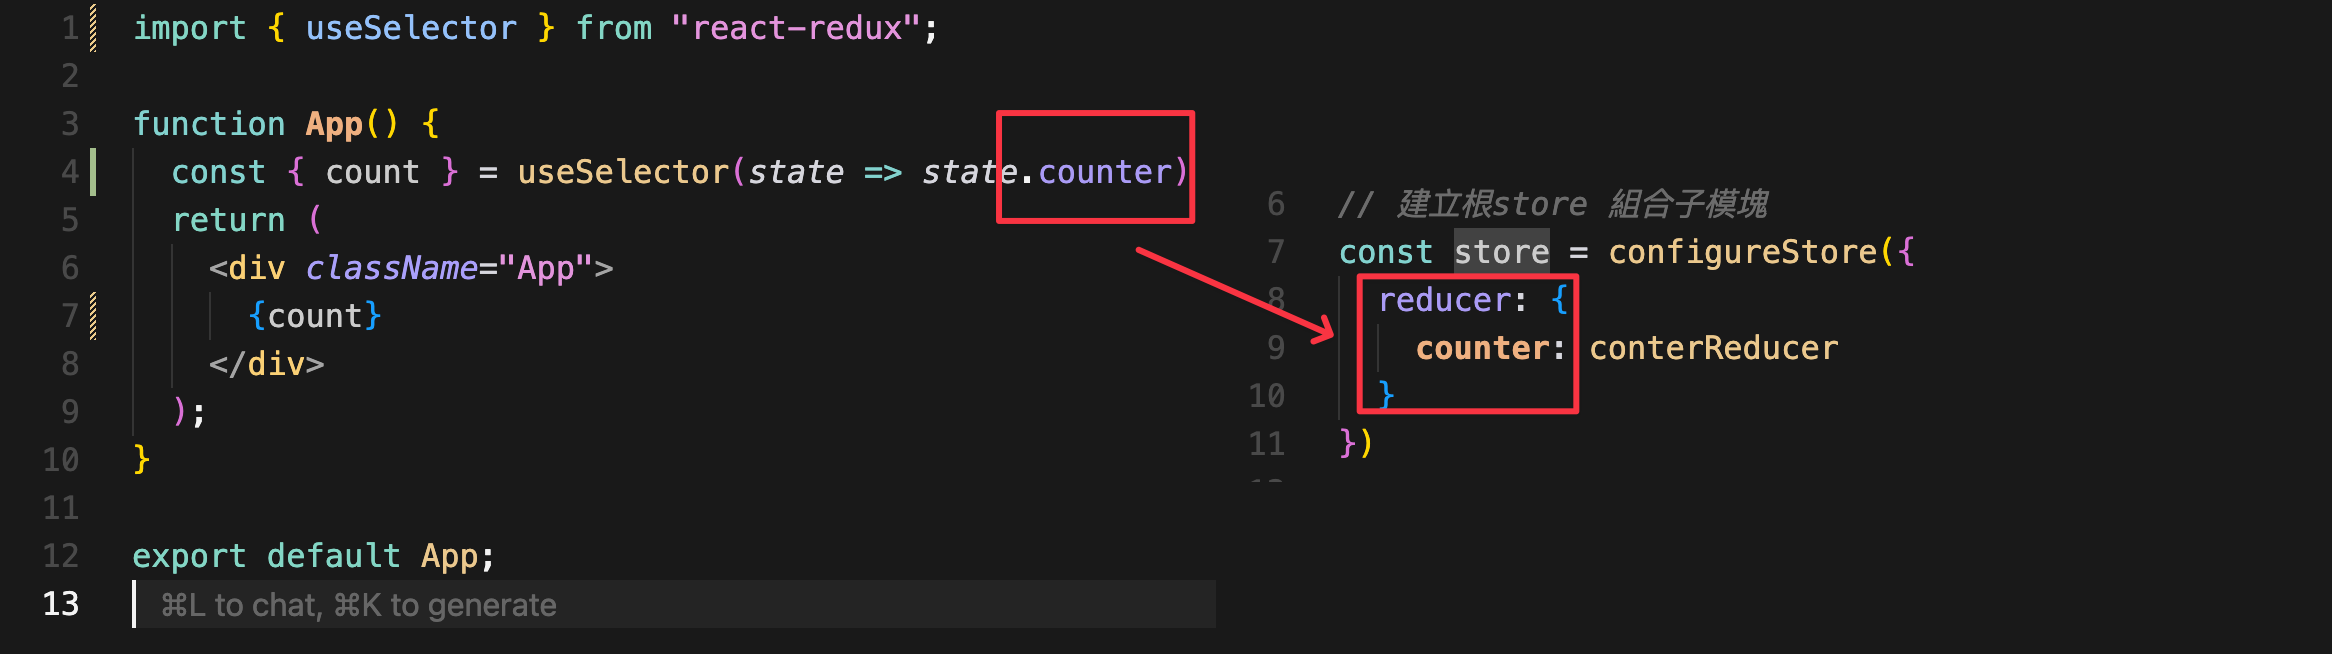 1 import { useSelector } from "react-redux";
2
3 function App() {
4 const { count } = useSelector(state => state.counter)
5 return (
6 <div className="App">
7 {count}
8 </div>
9 );
10 }
11
12 export default App;
13 ⌘L to chat, ⌘K to generate
6 // 建立根store 組合子模塊
7 const store = configureStore({
8 reducer: {
9 counter: conterReducer
10 }
11 })